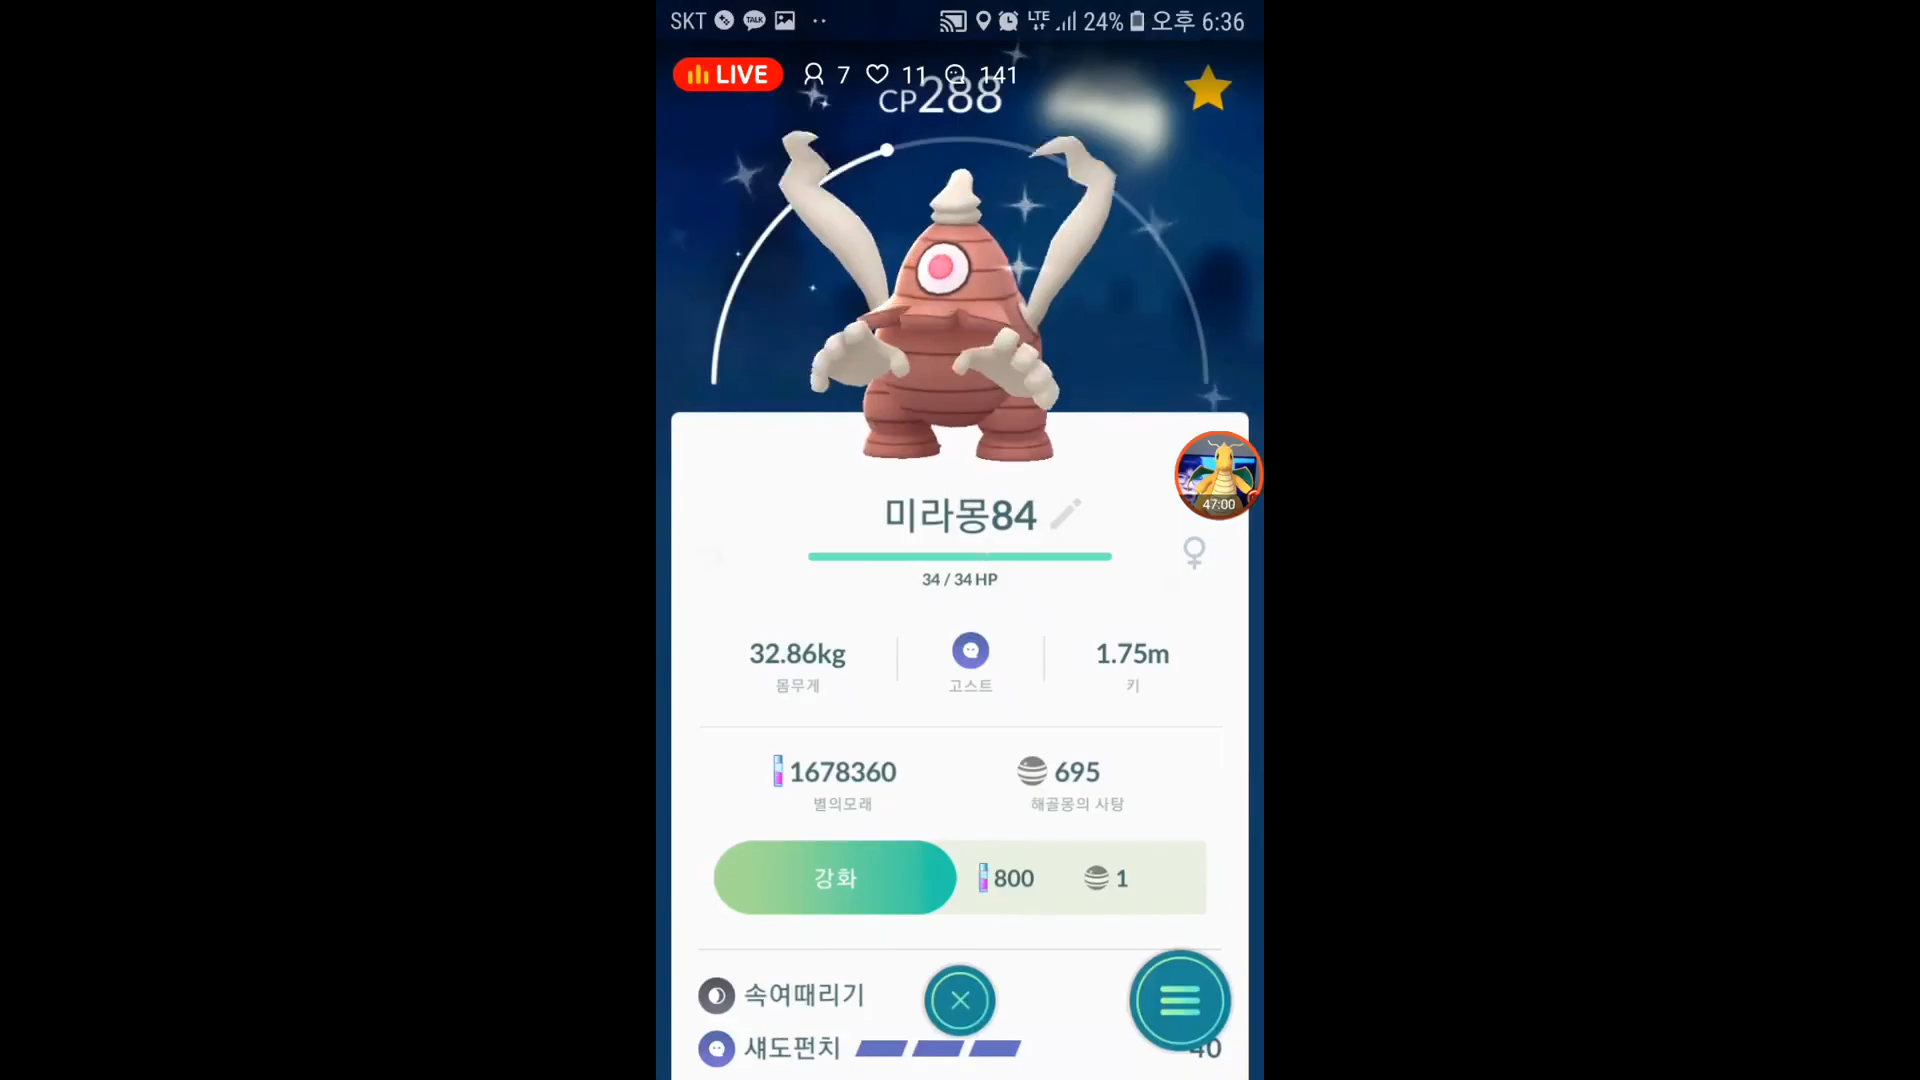 SKT TALK LTE 24% 오후 6:36
LIVE 7 11 141
CP288
미라몽84
47:00
34 / 34 HP
32.86kg 1.75m
몸무게 고스트 키
1678360 695
별의모래 해골몽의 사탕
강화 800 1
속여때리기
섀도펀치 40